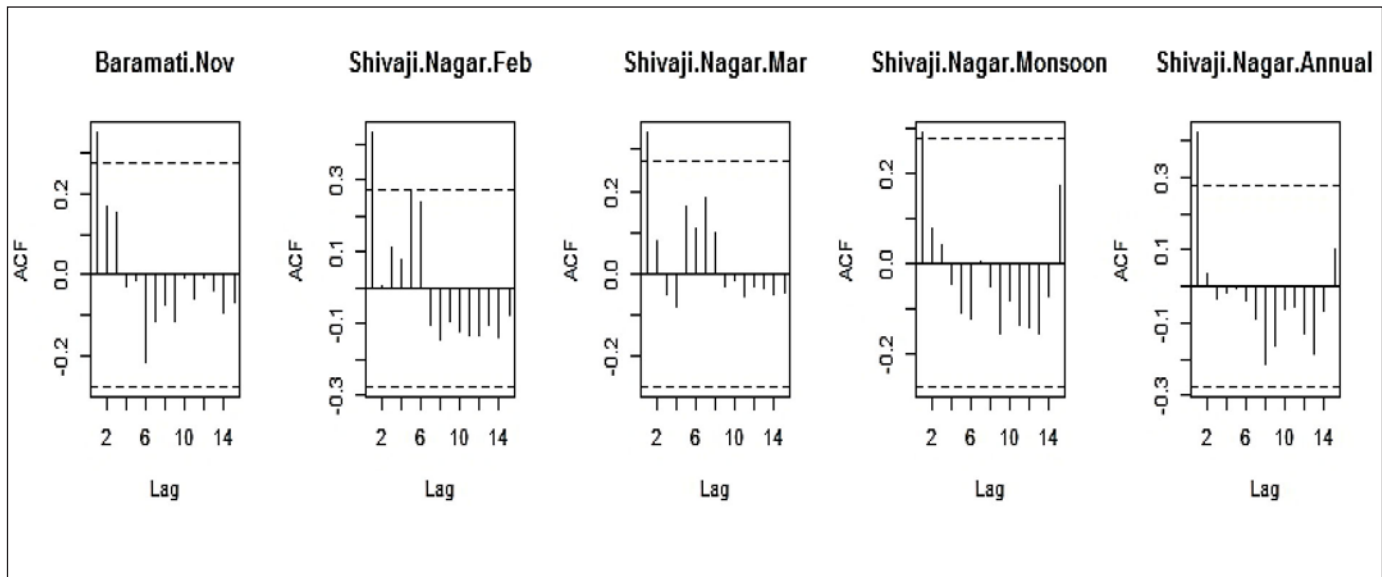 Baramati.Nov
ACF
0.2
0.0
-0.2
2 6 10 14
Lag
Shivaji.Nagar.Feb
ACF
0.3
0.1
-0.1
-0.3
2 6 10 14
Lag
Shivaji.Nagar.Mar
ACF
0.2
0.0
-0.2
2 6 10 14
Lag
Shivaji.Nagar.Monsoon
ACF
0.2
0.0
-0.2
2 6 10 14
Lag
Shivaji.Nagar.Annual
ACF
0.3
0.1
-0.1
-0.3
2 6 10 14
Lag